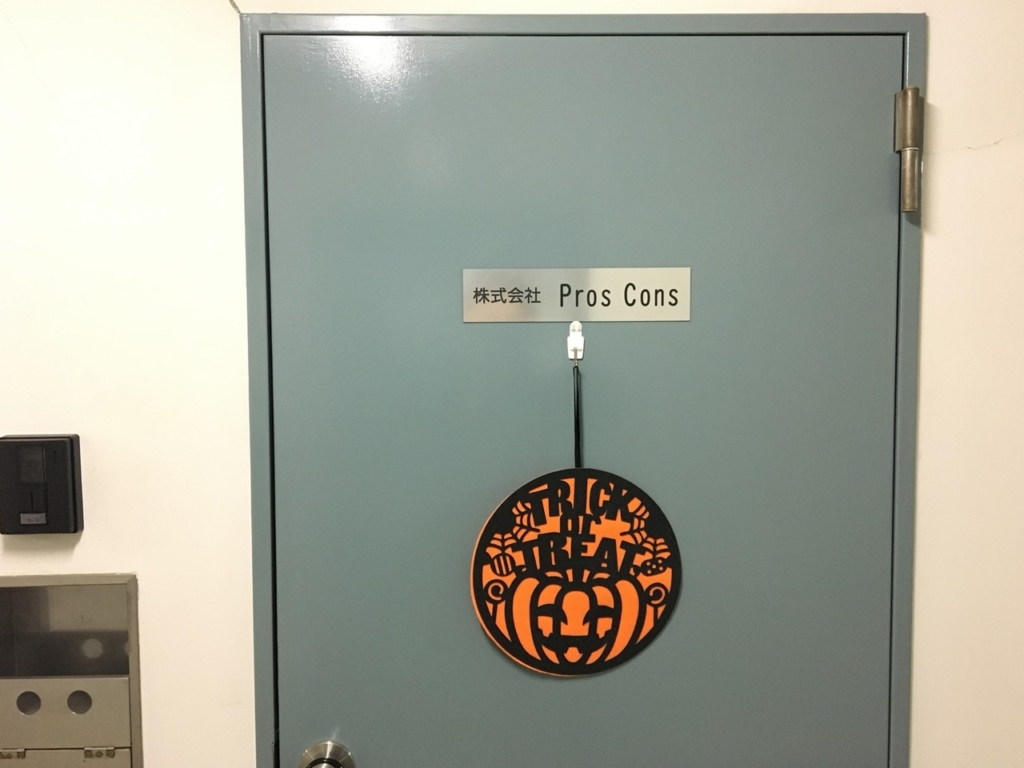 株式会社 Pros Cons
TRICK
or
TREAT